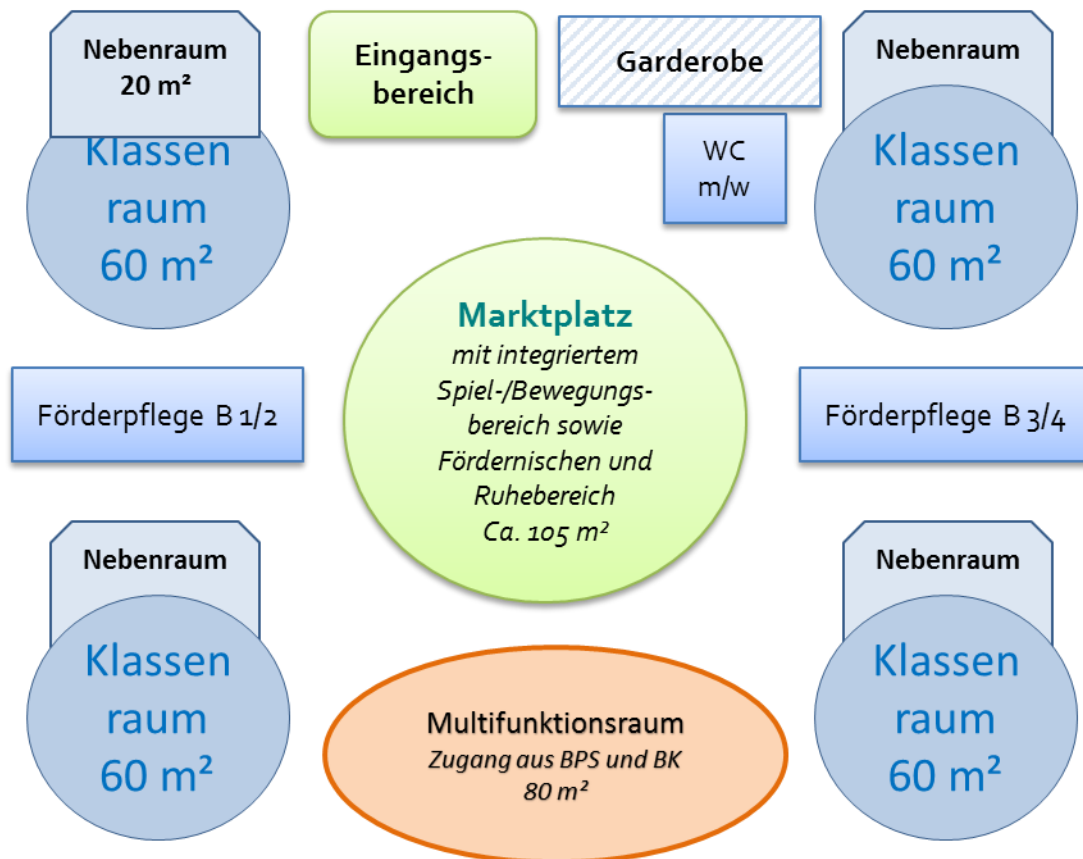 Nebenraum
20 m²
Klassen
raum
60 m²
Eingangs-
bereich
Garderobe
WC
m/w
Nebenraum
Klassen
raum
60 m²
Marktplatz
mit integriertem
Spiel-/Bewegungs-
bereich sowie
Fördernischen und
Ruhebereich
Ca. 105 m²
Förderpflege B 1/2
Förderpflege B 3/4
Nebenraum
Klassen
raum
60 m²
Multifunktionsraum
Zugang aus BPS und BK
80 m²
Nebenraum
Klassen
raum
60 m²